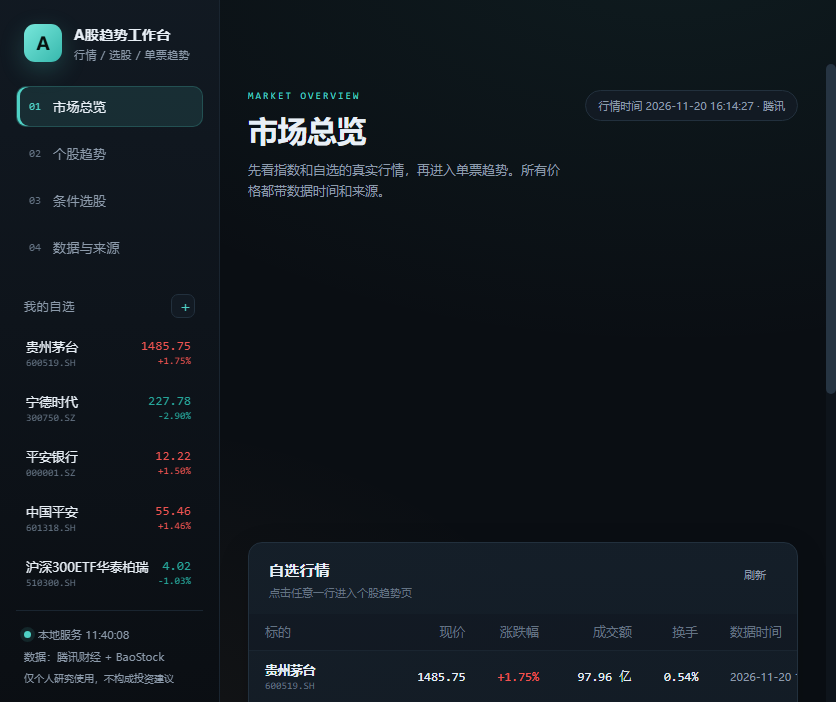 A
A股趋势工作台
行情 / 选股 / 单票趋势
01 市场总览
02 个股趋势
03 条件选股
04 数据与来源
我的自选 +
贵州茅台 1485.75
600519.SH +1.75%
宁德时代 227.78
300750.SZ -2.90%
平安银行 12.22
000001.SZ +1.50%
中国平安 55.46
601318.SH +1.46%
沪深300ETF华泰柏瑞 4.02
510300.SH -1.03%
本地服务 11:40:08
数据：腾讯财经 + BaoStock
仅个人研究使用，不构成投资建议
MARKET OVERVIEW
市场总览
先看指数和自选的真实行情，再进入单票趋势。所有价
格都带数据时间和来源。
行情时间 2026-11-20 16:14:27 · 腾讯
自选行情
点击任意一行进入个股趋势页
刷新
标的 现价 涨跌幅 成交额 换手 数据时间
贵州茅台 1485.75 +1.75% 97.96 亿 0.54% 2026-11-20
600519.SH